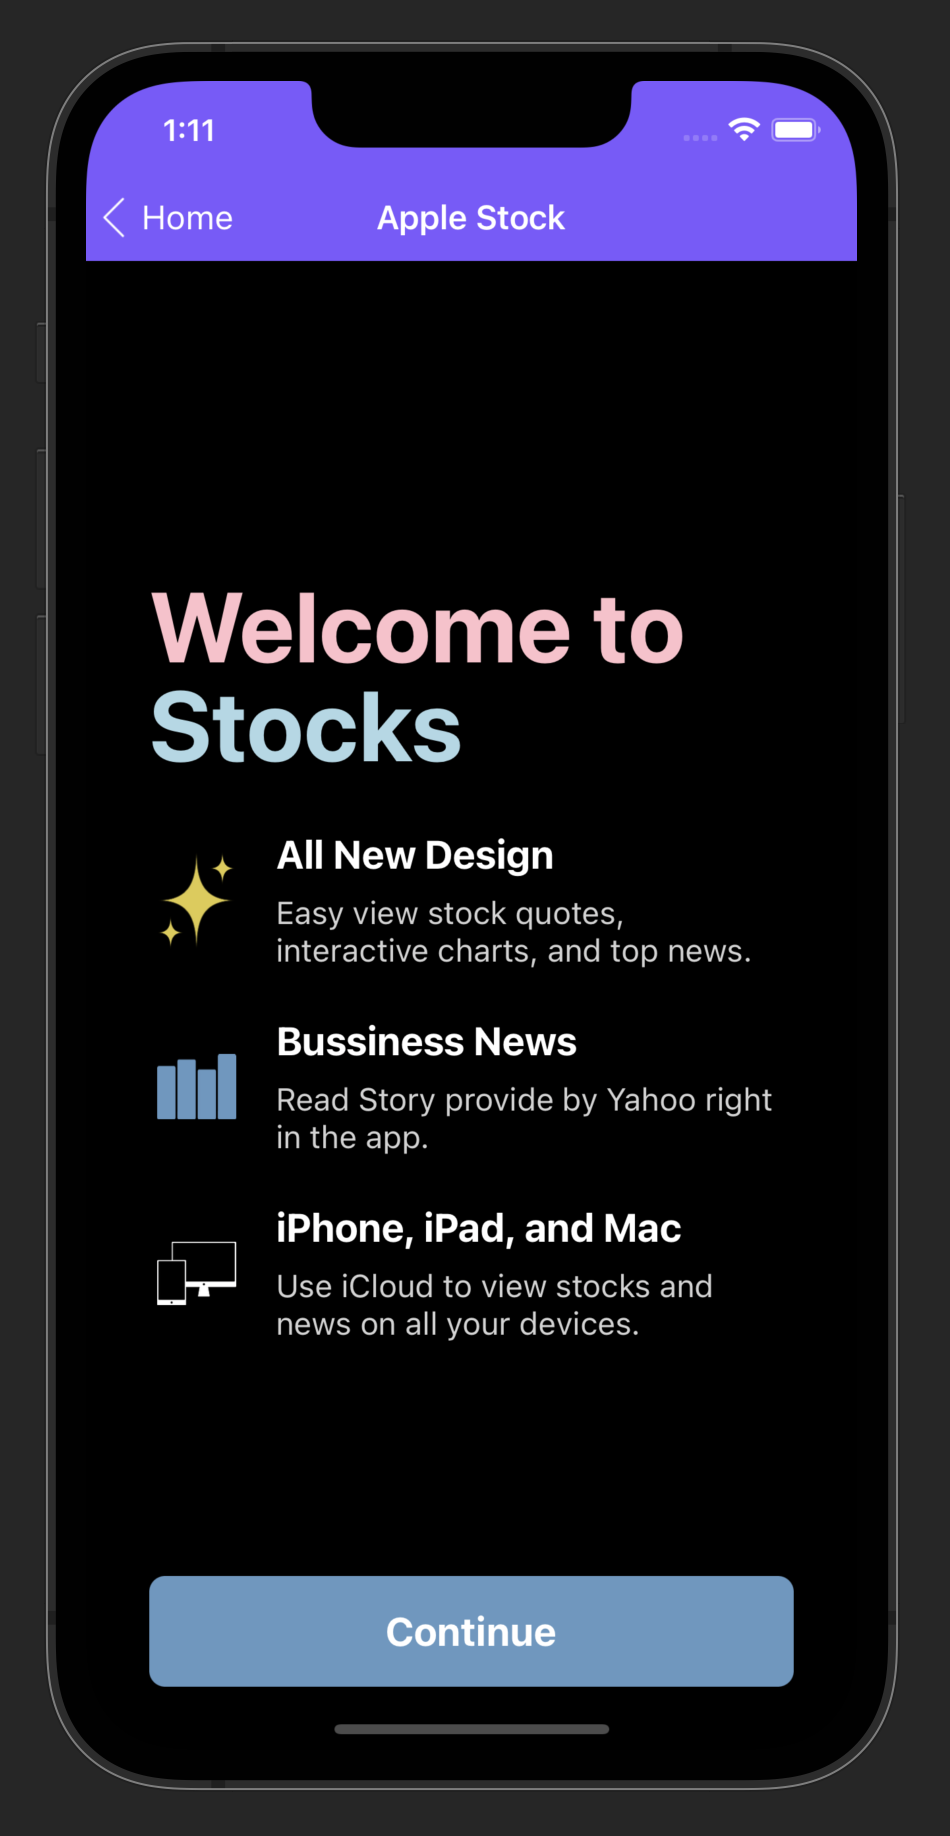 1:11
Home
Apple Stock
Welcome to
Stocks
All New Design
Easy view stock quotes,
interactive charts, and top news.
Bussiness News
Read Story provide by Yahoo right
in the app.
iPhone, iPad, and Mac
Use iCloud to view stocks and
news on all your devices.
Continue